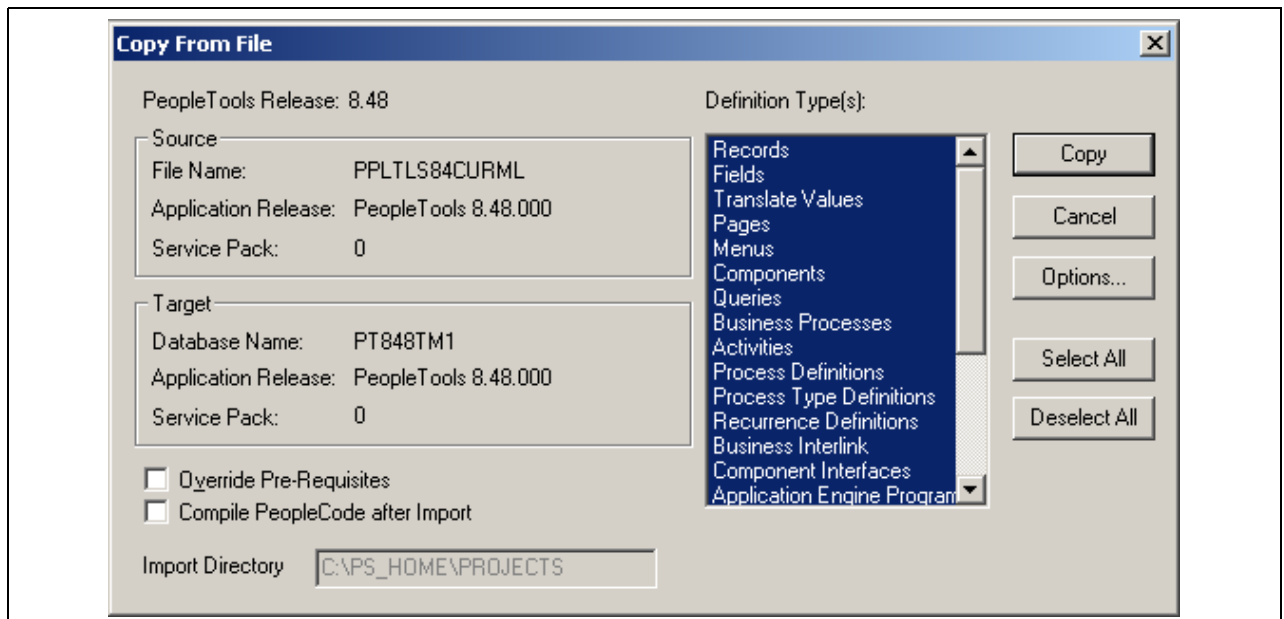 Copy From File
PeopleTools Release: 8.48
Source
File Name: PPLTLS84CURML
Application Release: PeopleTools 8.48.000
Service Pack: 0
Target
Database Name: PT848TM1
Application Release: PeopleTools 8.48.000
Service Pack: 0
Override Pre-Requisites
Compile PeopleCode after Import
Import Directory C:\PS_HOME\PROJECTS
Definition Type(s):
Records
Fields
Translate Values
Pages
Menus
Components
Queries
Business Processes
Activities
Process Definitions
Process Type Definitions
Recurrence Definitions
Business Interlink
Component Interfaces
Application Engine Program
Copy
Cancel
Options...
Select All
Deselect All